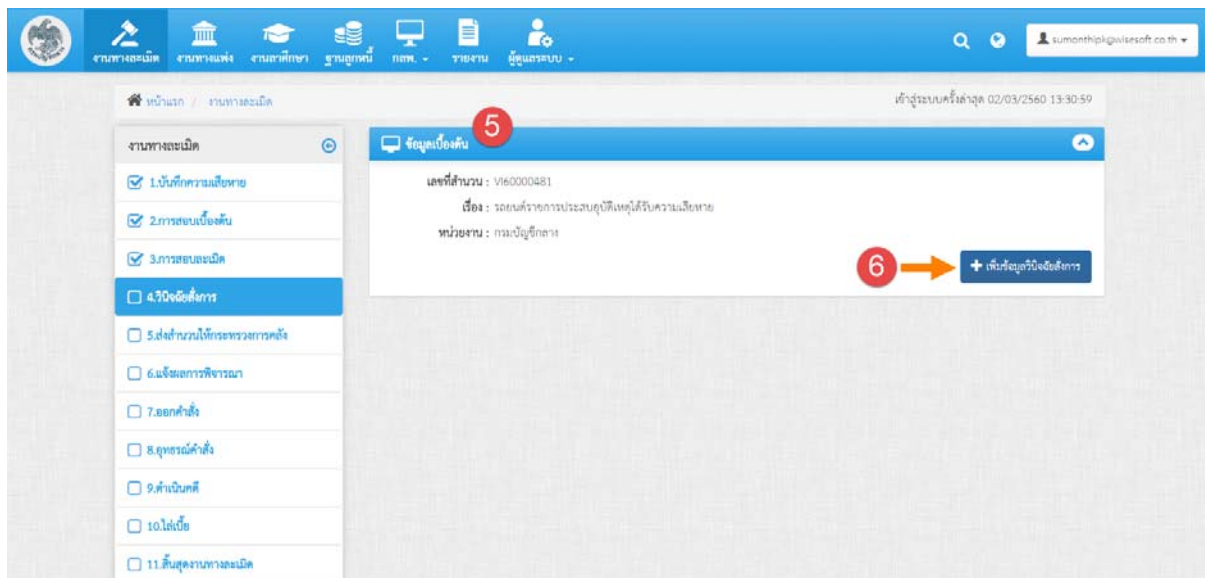 งานทางละเมิด งานทางแพ่ง งานลาศึกษา ฐานลูกหนี้ กสพ. รายงาน ผู้ดูแลระบบ
sumonthipk@wisesoft.co.th
หน้าแรก / งานทางละเมิด
เข้าสู่ระบบครั้งล่าสุด 02/03/2560 13:30:59
งานทางละเมิด
1.บันทึกความเสียหาย
2.การสอบเบื้องต้น
3.การสอบละเมิด
4.วินิจฉัยสั่งการ
5.ส่งสำนวนให้กระทรวงการคลัง
6.แจ้งผลการพิจารณา
7.ออกคำสั่ง
8.อุทธรณ์คำสั่ง
9.ดำเนินคดี
10.ไล่เบี้ย
11.สิ้นสุดงานทางละเมิด
ข้อมูลเบื้องต้น
5
เลขที่สำนวน : VI60000481
เรื่อง : รถยนต์ราชการประสบอุบัติเหตุได้รับความเสียหาย
หน่วยงาน : กรมบัญชีกลาง
6
เพิ่มข้อมูลวินิจฉัยสั่งการ